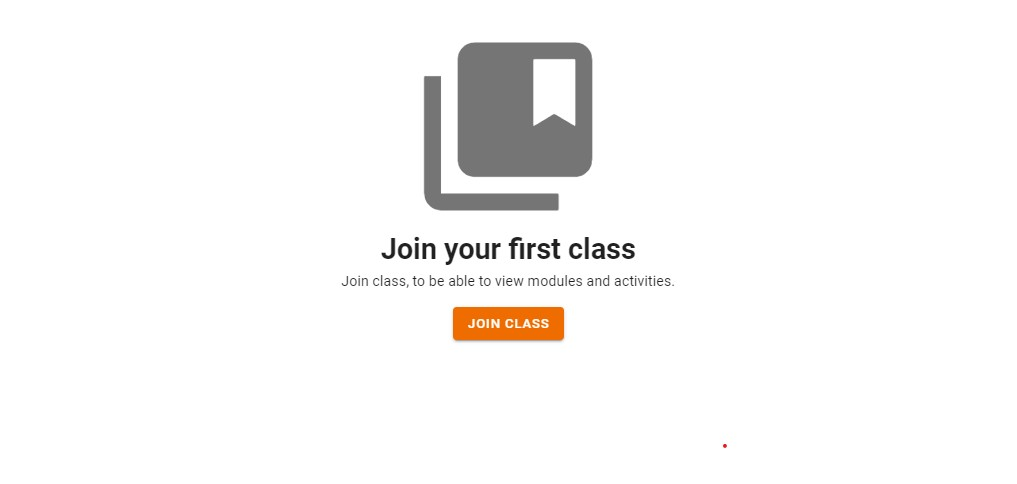 Join your first class
Join class, to be able to view modules and activities.
JOIN CLASS